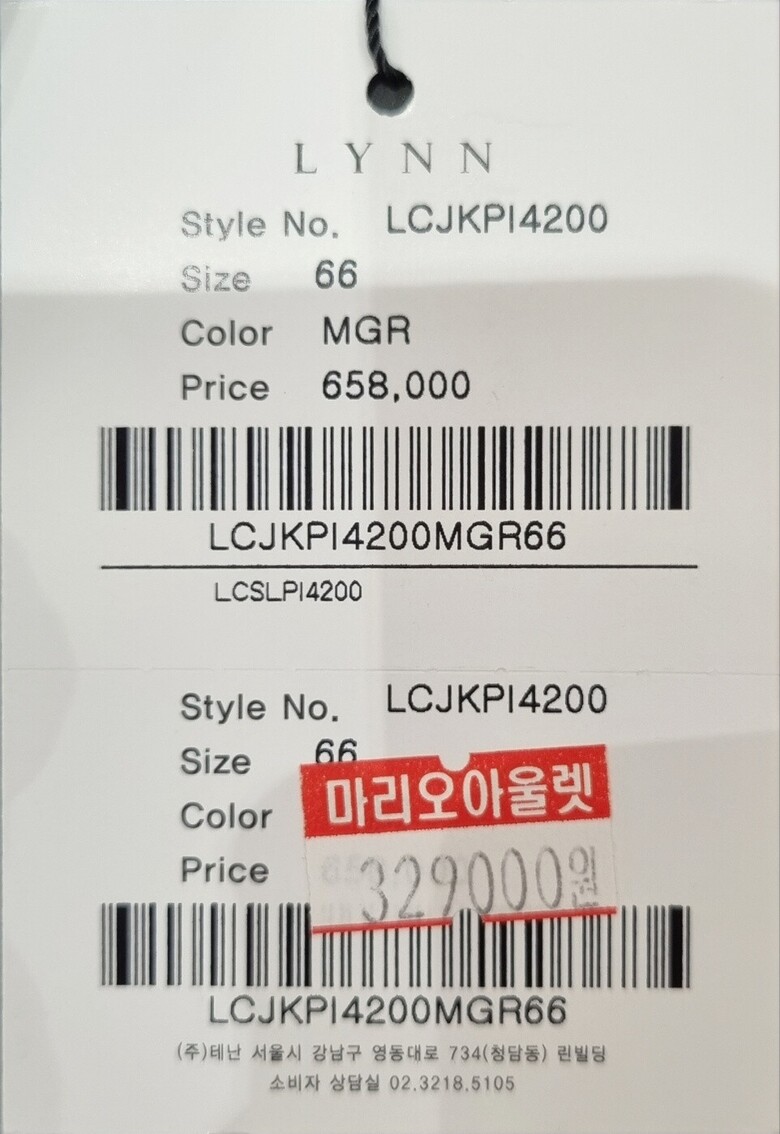 LYNN
Style No. LCJKPI4200
Size 66
Color MGR
Price 658,000
LCJKPI4200MGR66
LCSLPI4200
Style No. LCJKPI4200
Size 66
마리오아울렛
Color
Price 329000원
LCJKPI4200MGR66
(주)테난 서울시 강남구 영동대로 734(청담동) 린빌딩
소비자 상담실 02.3218.5105